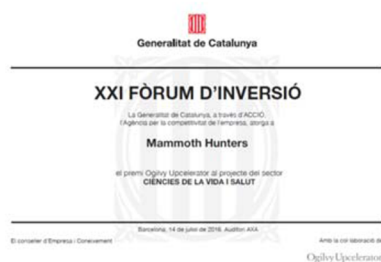 Generalitat de Catalunya
XXI FÒRUM D'INVERSIÓ
La Generalitat de Catalunya, a través d'ACCIÓ,
l'Agència per la competitivitat de l'empresa, atorga a
Mammoth Hunters
el premi Ogilvy Upcelerator al projecte del sector
CIÈNCIES DE LA VIDA I SALUT
Barcelona, 14 de juliol de 2016. Auditori AXA
El conseller d'Empresa i Coneixement
Amb la col·laboració de
Ogilvy Upcelerator